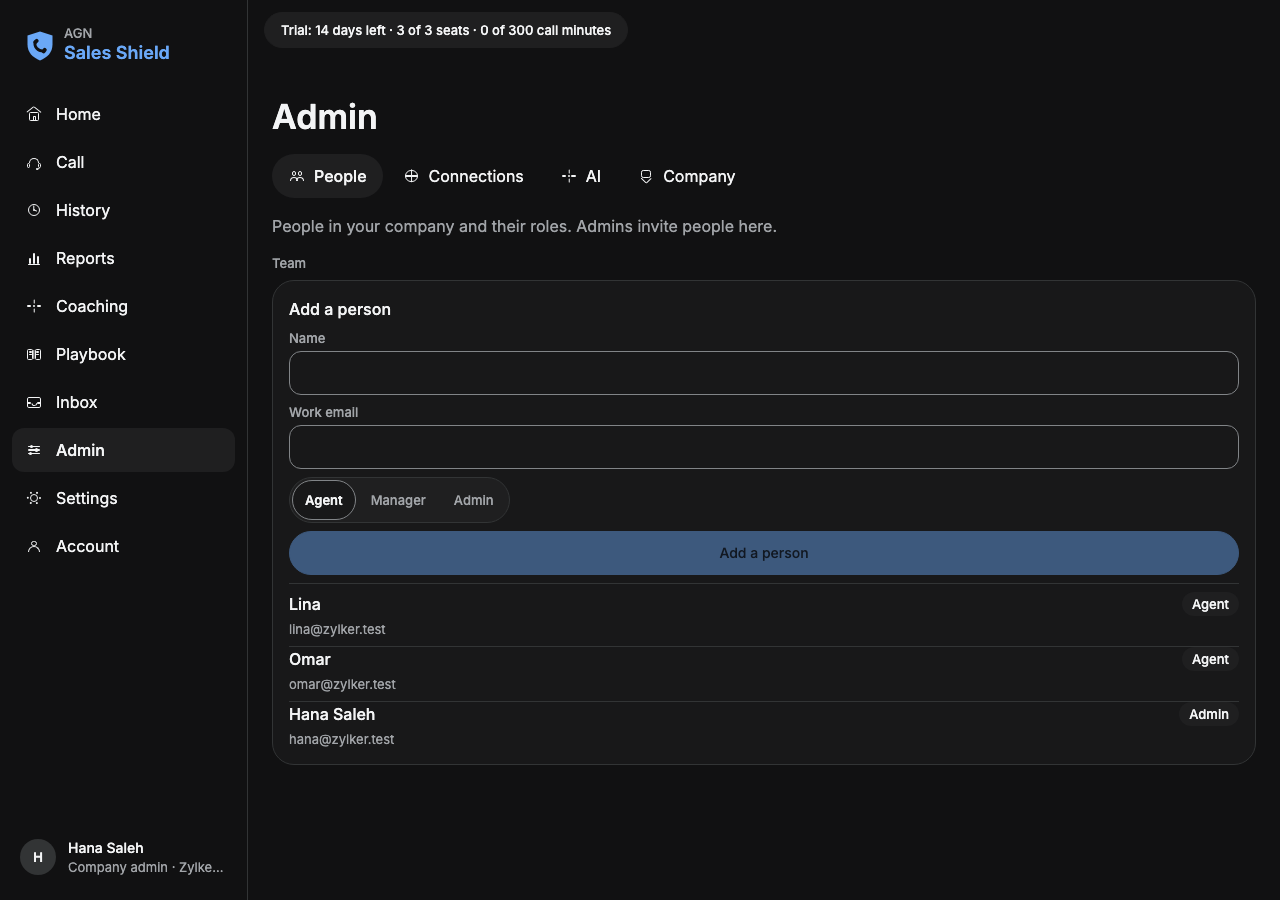 AGN
Sales Shield
Home
Call
History
Reports
Coaching
Playbook
Inbox
Admin
Settings
Account
H
Hana Saleh
Company admin · Zylke...
Trial: 14 days left · 3 of 3 seats · 0 of 300 call minutes
Admin
People Connections AI Company
People in your company and their roles. Admins invite people here.
Team
Add a person
Name
Work email
Agent Manager Admin
Add a person
Lina Agent
lina@zylker.test
Omar Agent
omar@zylker.test
Hana Saleh Admin
hana@zylker.test